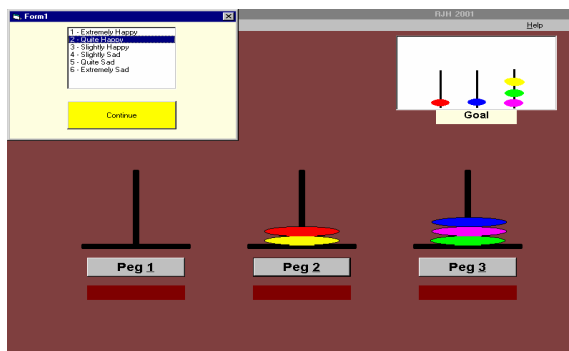 Form1
RJH 2001
Help
1 - Extremely Happy
2 - Quite Happy
3 - Slightly Happy
4 - Slightly Sad
5 - Quite Sad
6 - Extremely Sad
Continue
Goal
Peg 1
Peg 2
Peg 3